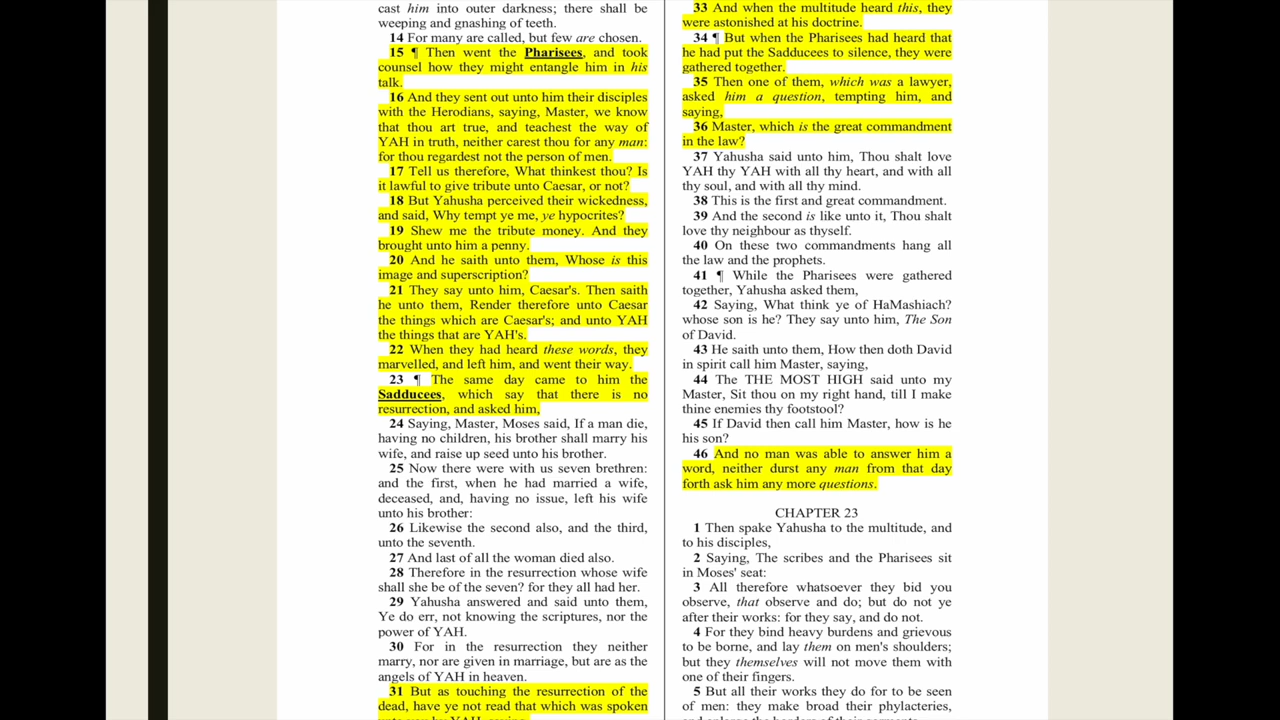 cast him into outer darkness; there shall be
weeping and gnashing of teeth.
14 For many are called, but few are chosen.
15 ¶ Then went the Pharisees, and took
counsel how they might entangle him in his
talk.
16 And they sent out unto him their disciples
with the Herodians, saying, Master, we know
that thou art true, and teachest the way of
YAH in truth, neither carest thou for any man:
for thou regardest not the person of men.
17 Tell us therefore, What thinkest thou? Is
it lawful to give tribute unto Caesar, or not?
18 But Yahusha perceived their wickedness,
and said, Why tempt ye me, ye hypocrites?
19 Shew me the tribute money. And they
brought unto him a penny.
20 And he saith unto them, Whose is this
image and superscription?
21 They say unto him, Caesar's. Then saith
he unto them, Render therefore unto Caesar
the things which are Caesar's; and unto YAH
the things that are YAH's.
22 When they had heard these words, they
marvelled, and left him, and went their way.
23 ¶ The same day came to him the
Sadducees, which say that there is no
resurrection, and asked him,
24 Saying, Master, Moses said, If a man die,
having no children, his brother shall marry his
wife, and raise up seed unto his brother.
25 Now there were with us seven brethren:
and the first, when he had married a wife,
deceased, and, having no issue, left his wife
unto his brother:
26 Likewise the second also, and the third,
unto the seventh.
27 And last of all the woman died also.
28 Therefore in the resurrection whose wife
shall she be of the seven? for they all had her.
29 Yahusha answered and said unto them,
Ye do err, not knowing the scriptures, nor the
power of YAH.
30 For in the resurrection they neither
marry, nor are given in marriage, but are as the
angels of YAH in heaven.
31 But as touching the resurrection of the
dead, have ye not read that which was spoken
unto you by YAH, saying,
33 And when the multitude heard this, they
were astonished at his doctrine.
34 ¶ But when the Pharisees had heard that
he had put the Sadducees to silence, they were
gathered together.
35 Then one of them, which was a lawyer,
asked him a question, tempting him, and
saying,
36 Master, which is the great commandment
in the law?
37 Yahusha said unto him, Thou shalt love
YAH thy YAH with all thy heart, and with all
thy soul, and with all thy mind.
38 This is the first and great commandment.
39 And the second is like unto it, Thou shalt
love thy neighbour as thyself.
40 On these two commandments hang all
the law and the prophets.
41 ¶ While the Pharisees were gathered
together, Yahusha asked them,
42 Saying, What think ye of HaMashiach?
whose son is he? They say unto him, The Son
of David.
43 He saith unto them, How then doth David
in spirit call him Master, saying,
44 The THE MOST HIGH said unto my
Master, Sit thou on my right hand, till I make
thine enemies thy footstool?
45 If David then call him Master, how is he
his son?
46 And no man was able to answer him a
word, neither durst any man from that day
forth ask him any more questions.
CHAPTER 23
1 Then spake Yahusha to the multitude, and
to his disciples,
2 Saying, The scribes and the Pharisees sit
in Moses' seat:
3 All therefore whatsoever they bid you
observe, that observe and do; but do not ye
after their works: for they say, and do not.
4 For they bind heavy burdens and grievous
to be borne, and lay them on men's shoulders;
but they themselves will not move them with
one of their fingers.
5 But all their works they do for to be seen
of men: they make broad their phylacteries,
and enlarge the borders of their garments,